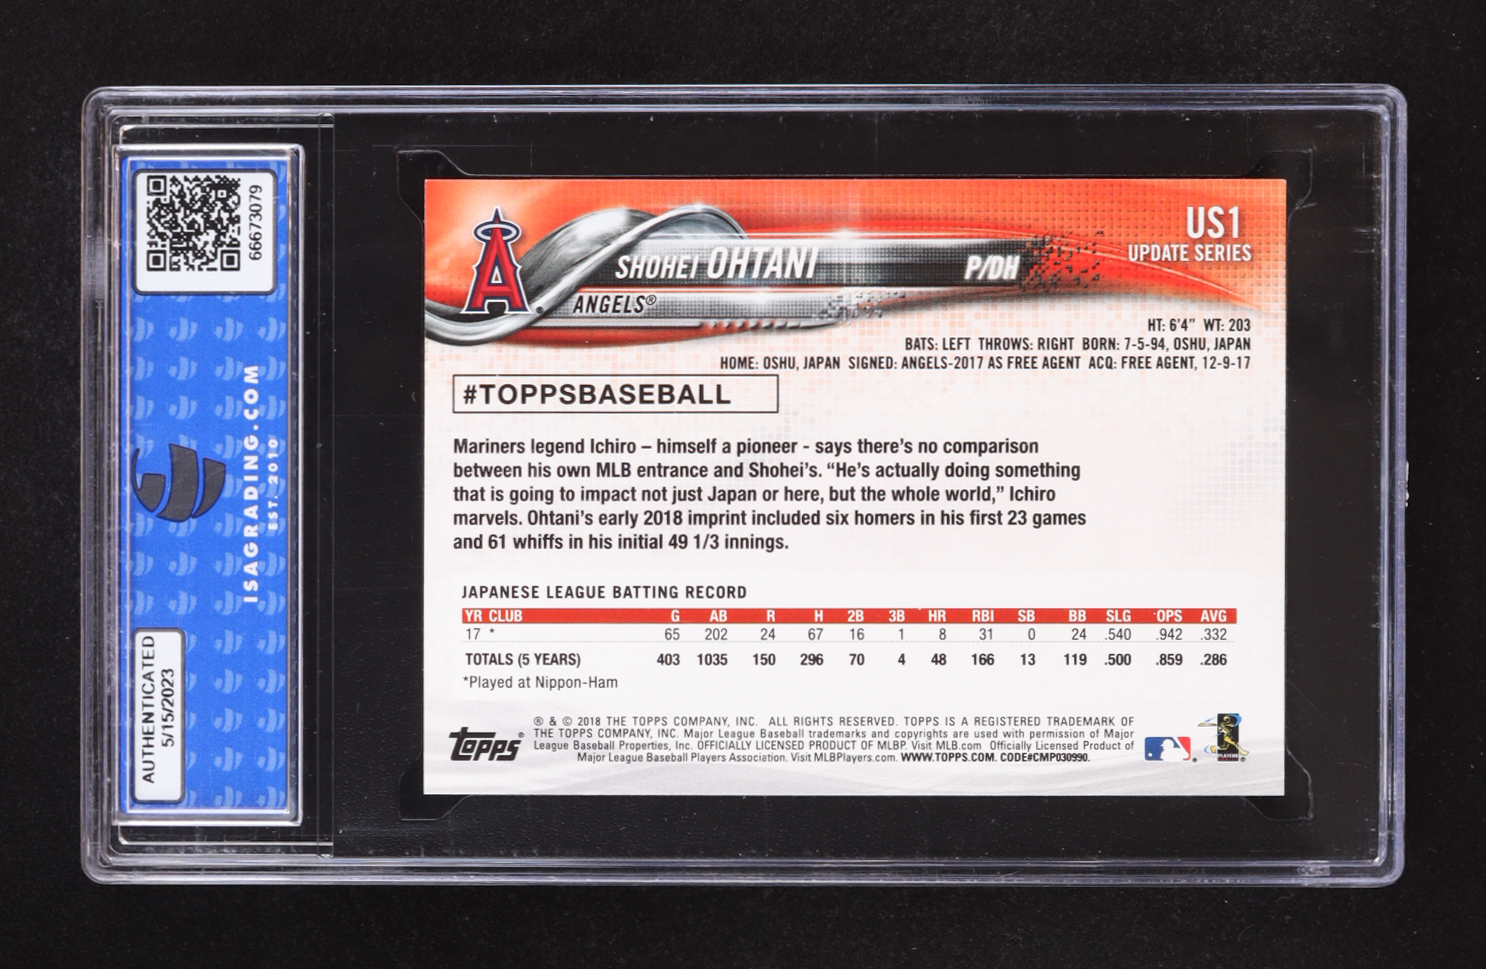 66673079
ISAGRADING.COM
EST. 2010
AUTHENTICATED
5/15/2023
A
SHOHEI OHTANI
P/DH
ANGELS®
US1
UPDATE SERIES
HT: 6'4" WT: 203
BATS: LEFT THROWS: RIGHT BORN: 7-5-94, OSHU, JAPAN
HOME: OSHU, JAPAN SIGNED: ANGELS-2017 AS FREE AGENT ACQ: FREE AGENT, 12-9-17
#TOPPSBASEBALL
Mariners legend Ichiro – himself a pioneer - says there's no comparison
between his own MLB entrance and Shohei's. “He's actually doing something
that is going to impact not just Japan or here, but the whole world,” Ichiro
marvels. Ohtani's early 2018 imprint included six homers in his first 23 games
and 61 whiffs in his initial 49 1/3 innings.
JAPANESE LEAGUE BATTING RECORD
YR CLUB G AB R H 2B 3B HR RBI SB BB SLG OPS AVG
17 * 65 202 24 67 16 1 8 31 0 24 .540 .942 .332
TOTALS (5 YEARS) 403 1035 150 296 70 4 48 166 13 119 .500 .859 .286
*Played at Nippon-Ham
Topps®
® & © 2018 THE TOPPS COMPANY, INC. ALL RIGHTS RESERVED. TOPPS IS A REGISTERED TRADEMARK OF
THE TOPPS COMPANY, INC. Major League Baseball trademarks and copyrights are used with permission of Major
League Baseball Properties, Inc. OFFICIALLY LICENSED PRODUCT OF MLBP. Visit MLB.com Officially Licensed Product of
Major League Baseball Players Association. Visit MLBPlayers.com. WWW.TOPPS.COM. CODE#CMP030990.
PLAYERS